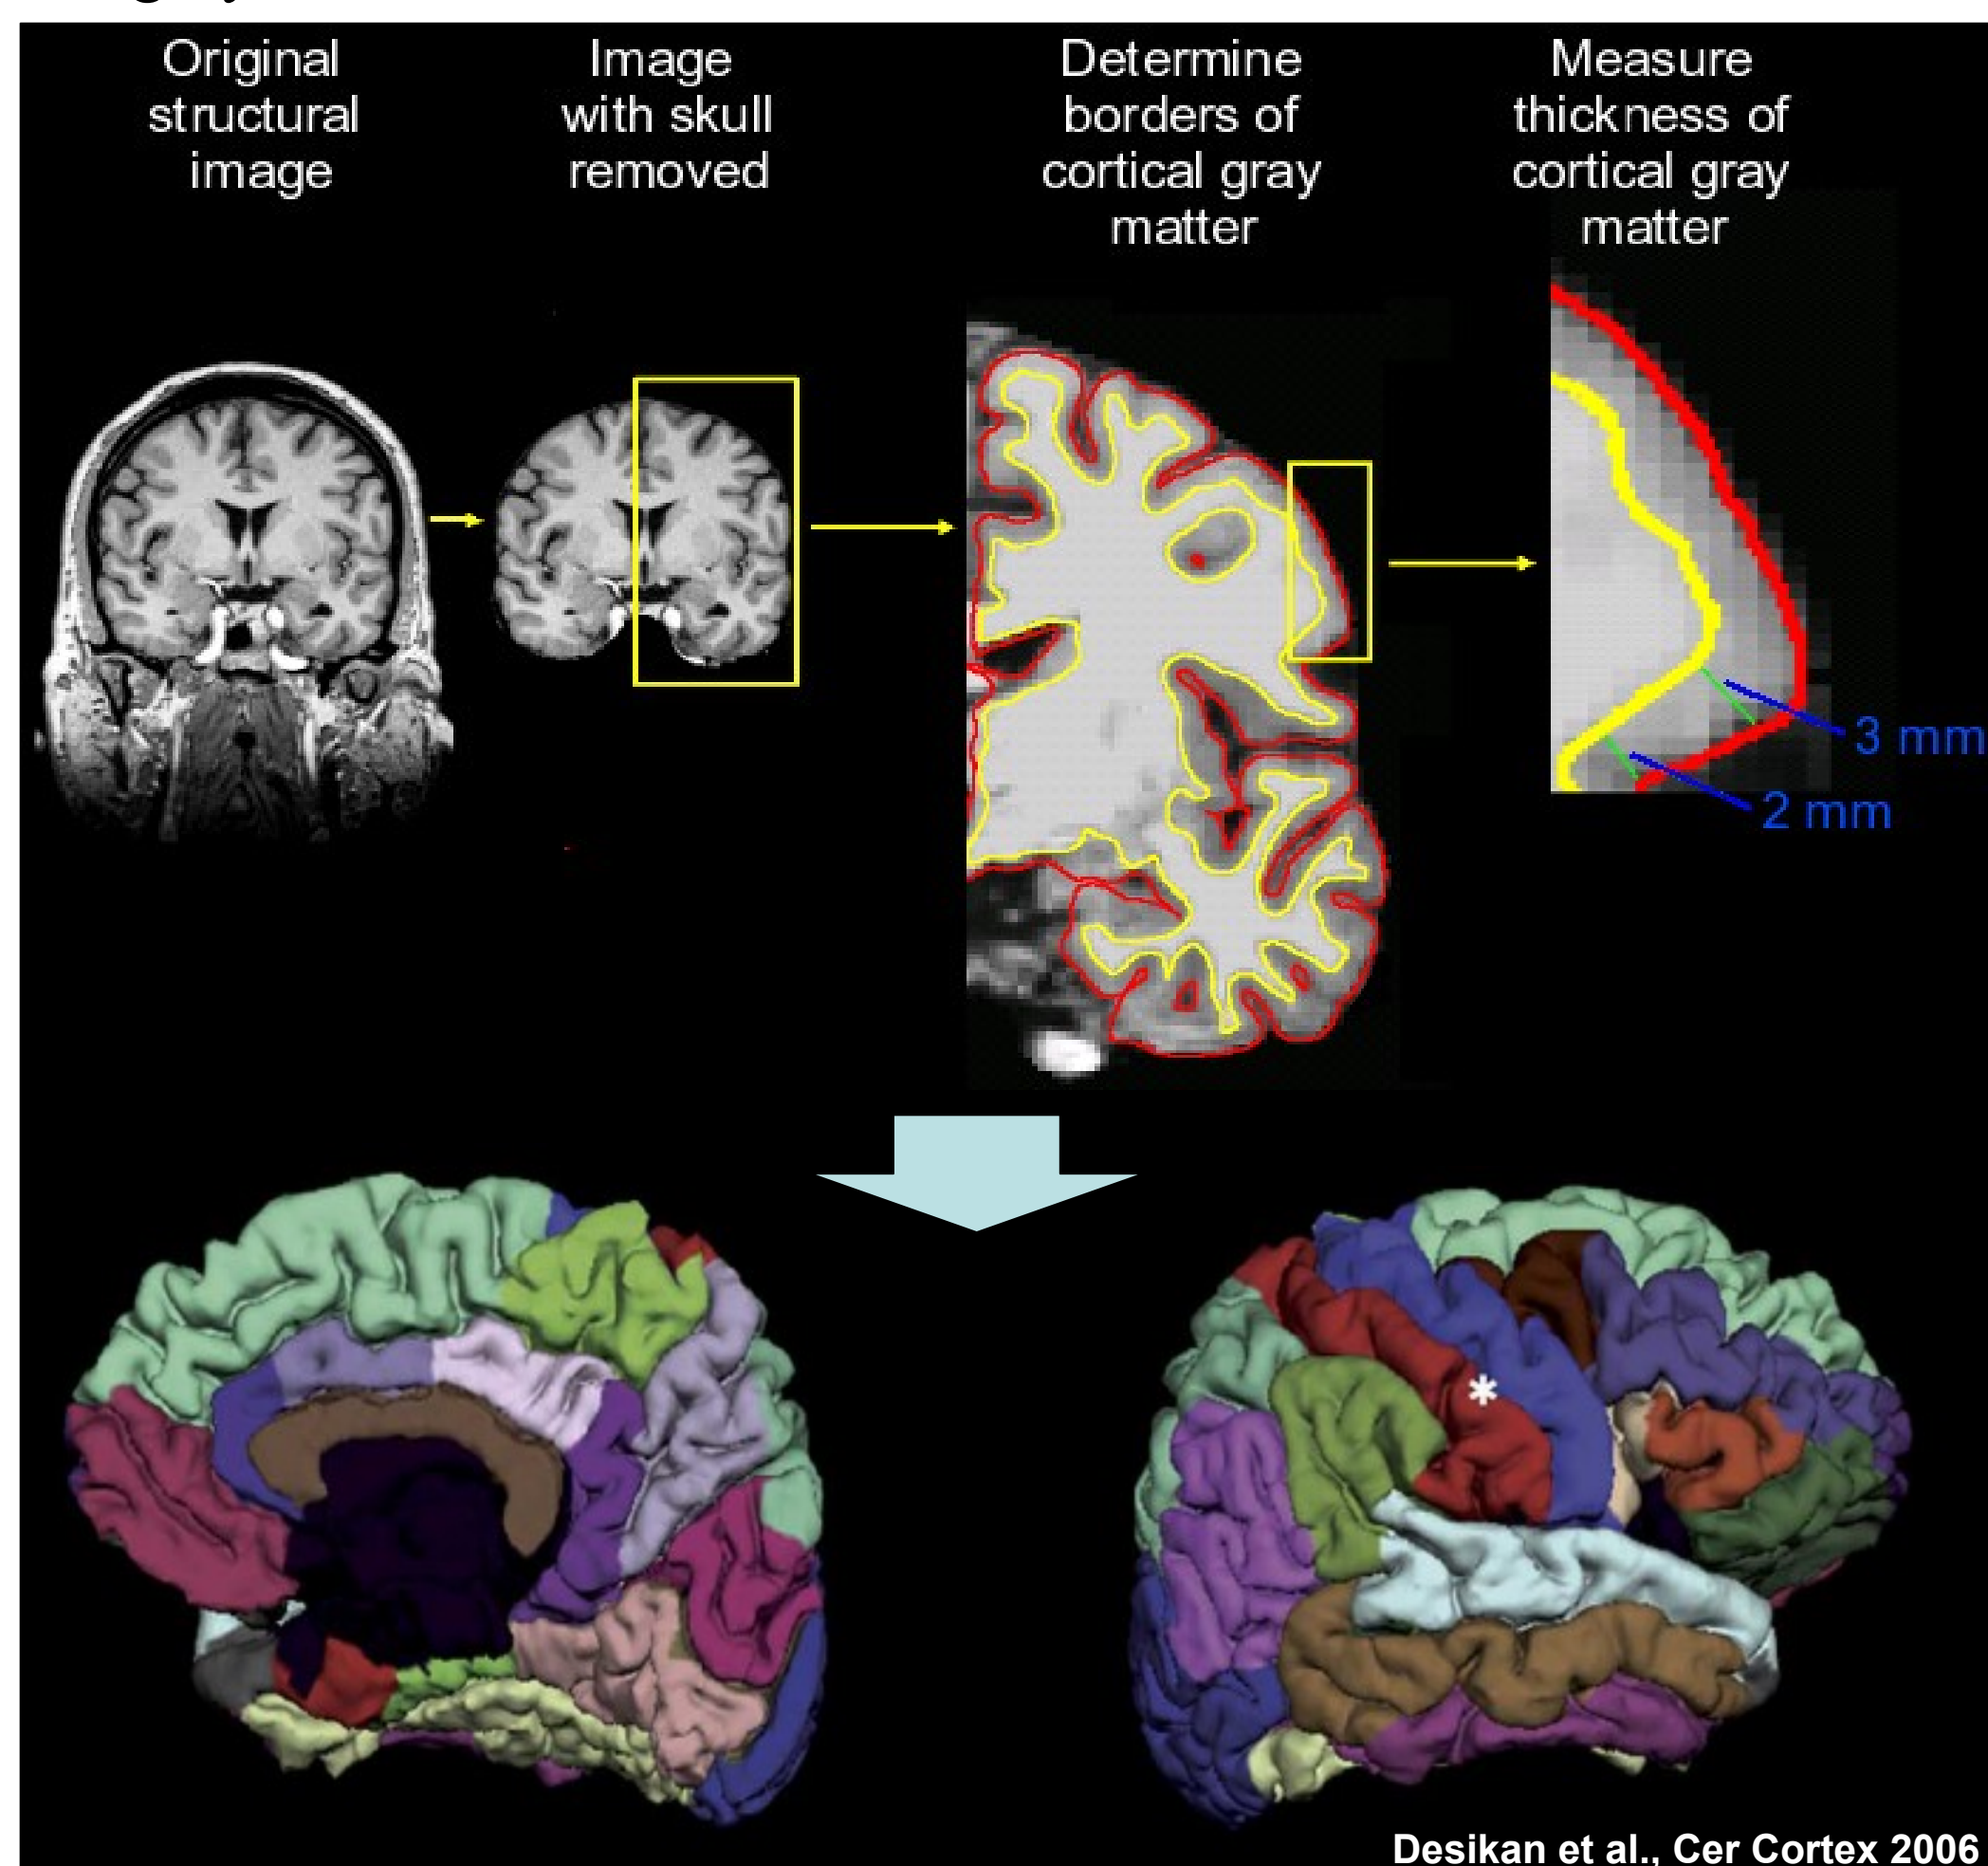 Original
structural
image
Image
with skull
removed
Determine
borders of
cortical gray
matter
Measure
thickness of
cortical gray
matter
3 mm
2 mm
*
Desikan et al., Cer Cortex 2006